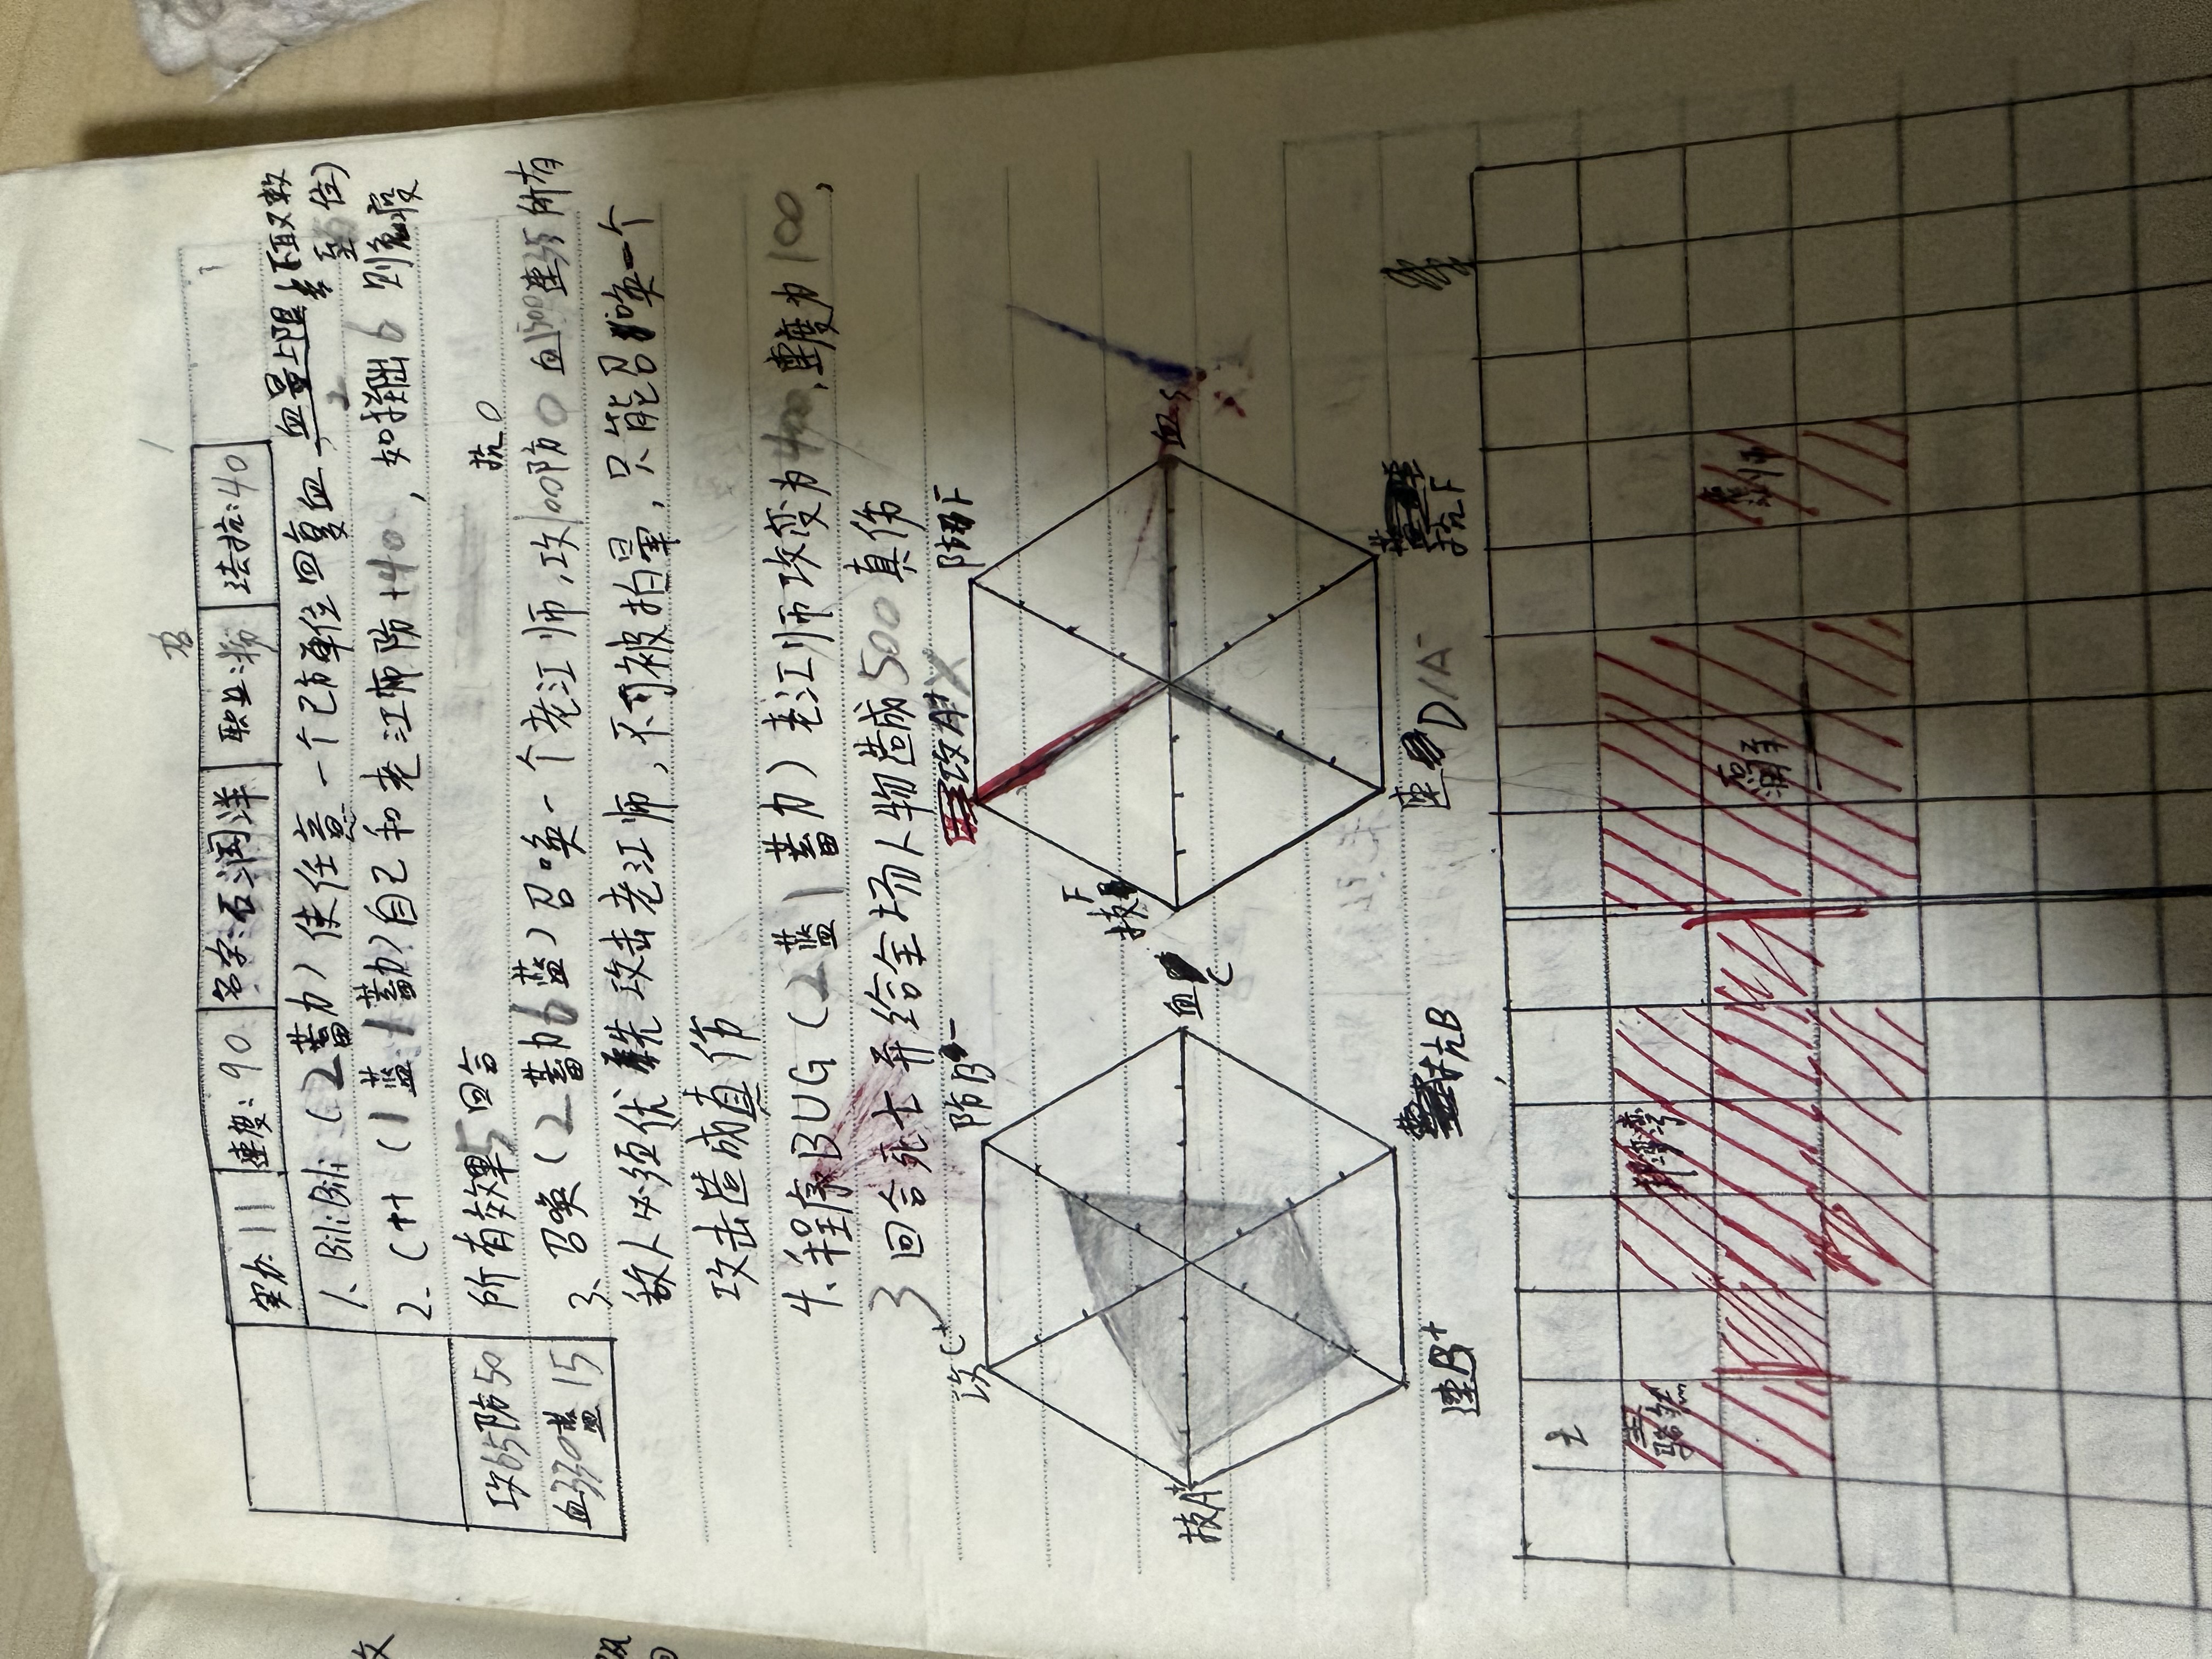 实力:11 速度:90 名字:石润洋 职业: 法抗:40
1、BiliBili(2蓄力)使任意一个己方单位回复血 血量上限/2
2、C++(1蓝1蓄力)自己和老江师防+40,如摇出6则免疫
攻65防50 所有效果5回合
抗0
血330蓝15
3、召唤(2蓄力6蓝)召唤一个老江师,攻100防0 血1500速35所有
敌人必须优先攻击老江师,不可被拍晕,只能召唤一个
攻击造成真伤
4、程序BUG(2蓝1蓄力)老江师攻变为400,速度为100,
3回合死亡并给全场人物造成500真伤
攻C+ 防B- 攻A+ 防F
技A+ 血C 技F 血S
速B+ 抗B 速D/A- 抗F
老江师